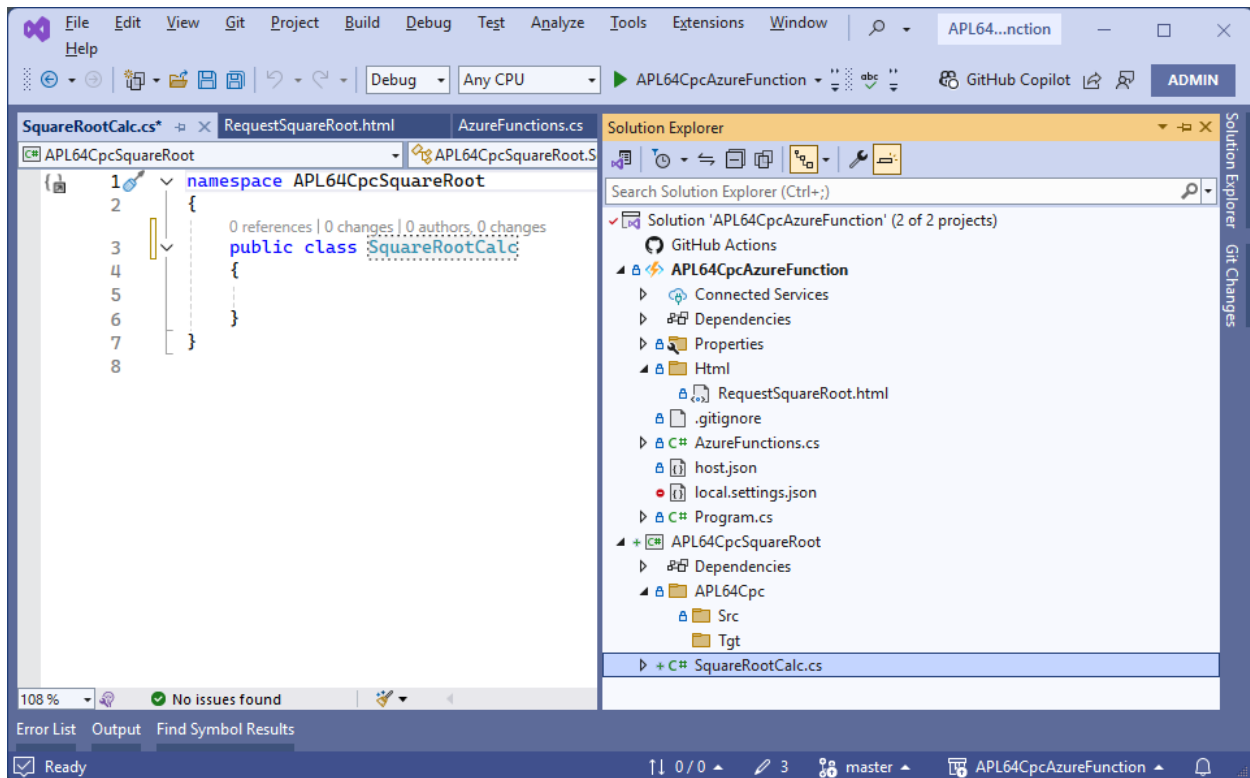 File Edit View Git Project Build Debug Test Analyze Tools Extensions Window APL64...nction
Help
Debug Any CPU APL64CpcAzureFunction abc GitHub Copilot ADMIN
SquareRootCalc.cs* RequestSquareRoot.html AzureFunctions.cs
C# APL64CpcSquareRoot APL64CpcSquareRoot.S
1 namespace APL64CpcSquareRoot
2 {
0 references | 0 changes | 0 authors, 0 changes
3 public class SquareRootCalc
4 {
5
6 }
7 }
8
108 % No issues found
Solution Explorer
Search Solution Explorer (Ctrl+;)
Solution 'APL64CpcAzureFunction' (2 of 2 projects)
GitHub Actions
APL64CpcAzureFunction
Connected Services
Dependencies
Properties
Html
RequestSquareRoot.html
.gitignore
C# AzureFunctions.cs
host.json
local.settings.json
C# Program.cs
C# APL64CpcSquareRoot
Dependencies
APL64Cpc
Src
Tgt
C# SquareRootCalc.cs
Solution Explorer
Git Changes
Error List Output Find Symbol Results
Ready 0 / 0 3 master APL64CpcAzureFunction